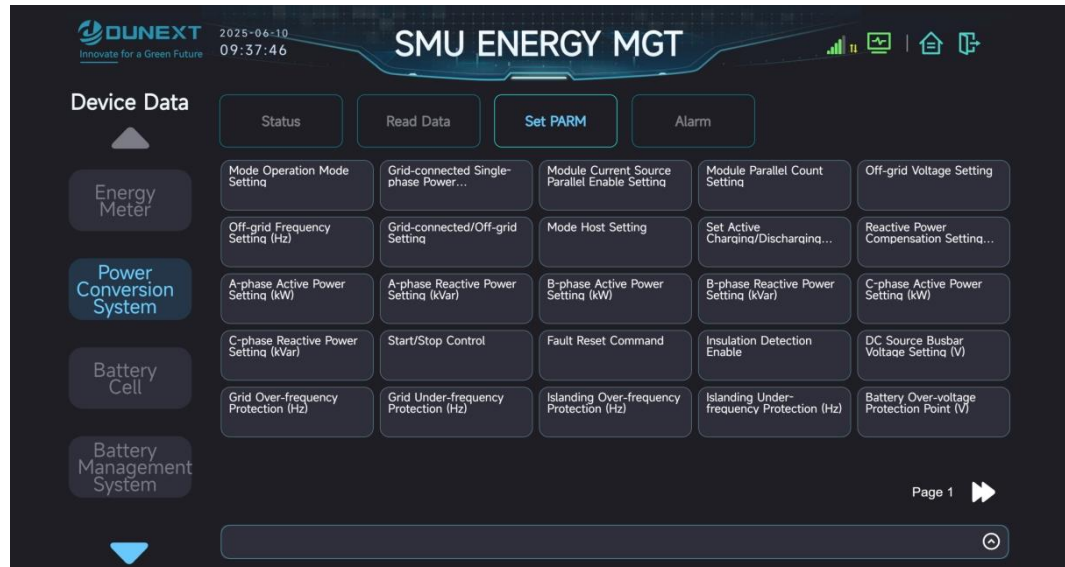 DUNEXT
Innovate for a Green Future
2025-06-10
09:37:46
SMU ENERGY MGT
Device Data
Status
Read Data
Set PARM
Alarm
Energy
Meter
Power
Conversion
System
Battery
Cell
Battery
Management
System
Mode Operation Mode
Setting
Grid-connected Single-
phase Power...
Module Current Source
Parallel Enable Setting
Module Parallel Count
Setting
Off-grid Voltage Setting
Off-grid Frequency
Setting (Hz)
Grid-connected/Off-grid
Setting
Mode Host Setting
Set Active
Charging/Discharging...
Reactive Power
Compensation Setting...
A-phase Active Power
Setting (kW)
A-phase Reactive Power
Setting (kVar)
B-phase Active Power
Setting (kW)
B-phase Reactive Power
Setting (kVar)
C-phase Active Power
Setting (kW)
C-phase Reactive Power
Setting (kVar)
Start/Stop Control
Fault Reset Command
Insulation Detection
Enable
DC Source Busbar
Voltage Setting (V)
Grid Over-frequency
Protection (Hz)
Grid Under-frequency
Protection (Hz)
Islanding Over-frequency
Protection (Hz)
Islanding Under-
frequency Protection (Hz)
Battery Over-voltage
Protection Point (V)
Page 1